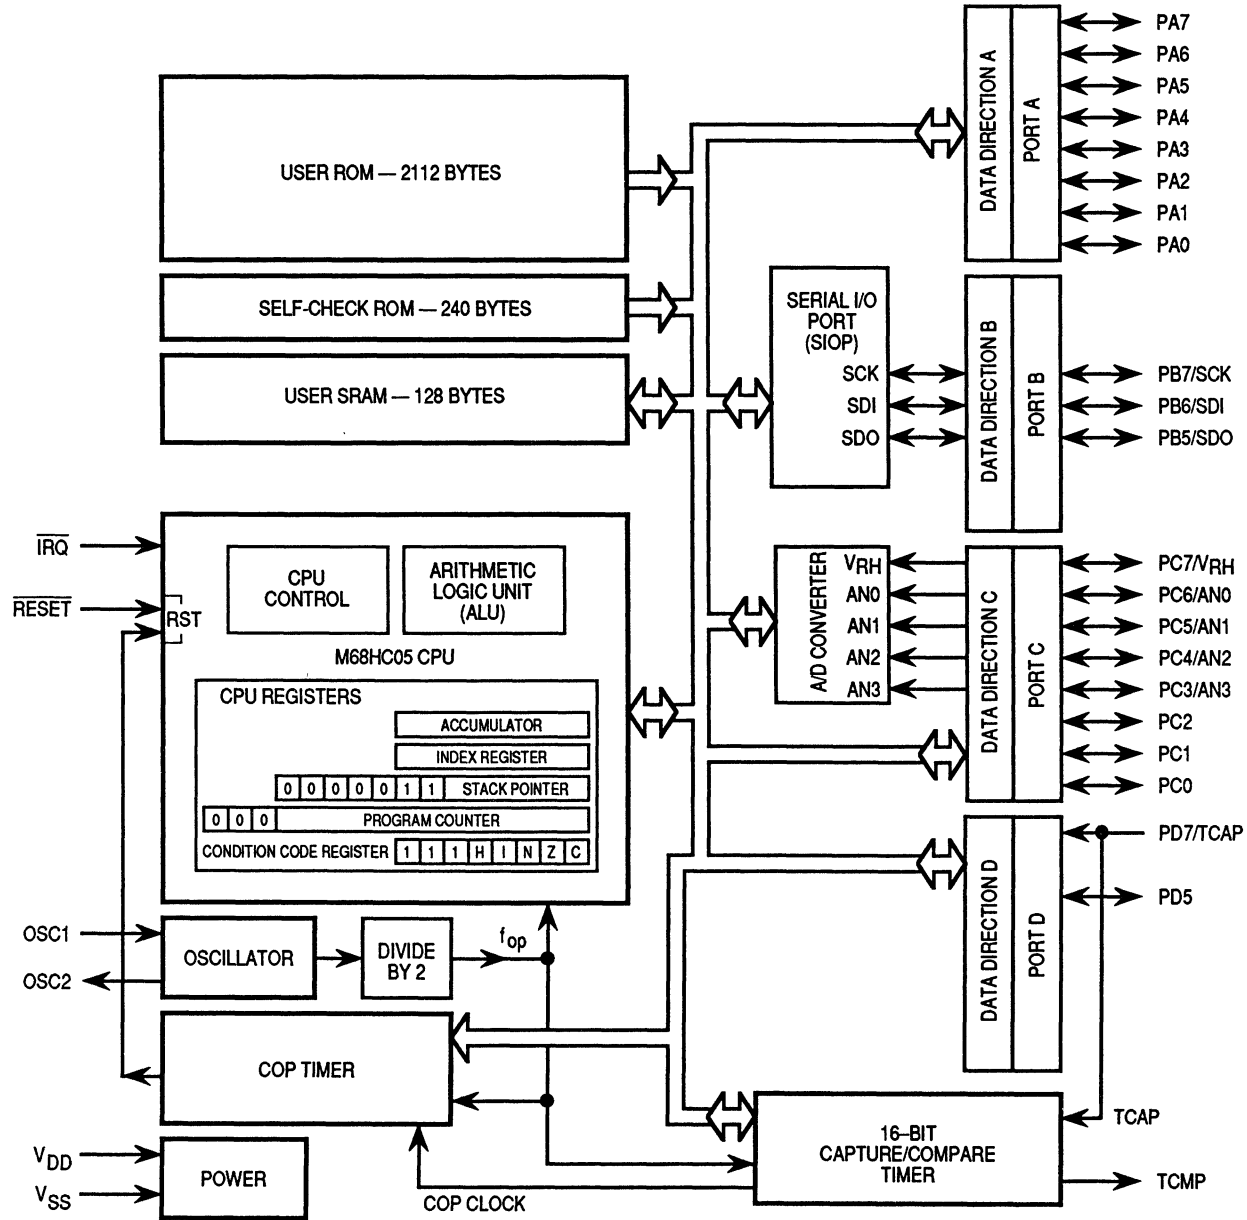 USER ROM — 2112 BYTES
SELF-CHECK ROM — 240 BYTES
USER SRAM — 128 BYTES
IRQ
RESET
RST
CPU
CONTROL
ARITHMETIC
LOGIC UNIT
(ALU)
M68HC05 CPU
CPU REGISTERS
ACCUMULATOR
INDEX REGISTER
0 0 0 0 0 1 1 STACK POINTER
0 0 0 PROGRAM COUNTER
CONDITION CODE REGISTER 1 1 1 H I N Z C
OSC1
OSC2
OSCILLATOR
DIVIDE
BY 2
fop
COP TIMER
VDD
VSS
POWER
COP CLOCK
DATA DIRECTION A
PORT A
PA7
PA6
PA5
PA4
PA3
PA2
PA1
PA0
SERIAL I/O
PORT
(SIOP)
SCK
SDI
SDO
DATA DIRECTION B
PORT B
PB7/SCK
PB6/SDI
PB5/SDO
A/D CONVERTER
VRH
AN0
AN1
AN2
AN3
DATA DIRECTION C
PORT C
PC7/VRH
PC6/AN0
PC5/AN1
PC4/AN2
PC3/AN3
PC2
PC1
PC0
DATA DIRECTION D
PORT D
PD7/TCAP
PD5
16–BIT
CAPTURE/COMPARE
TIMER
TCAP
TCMP